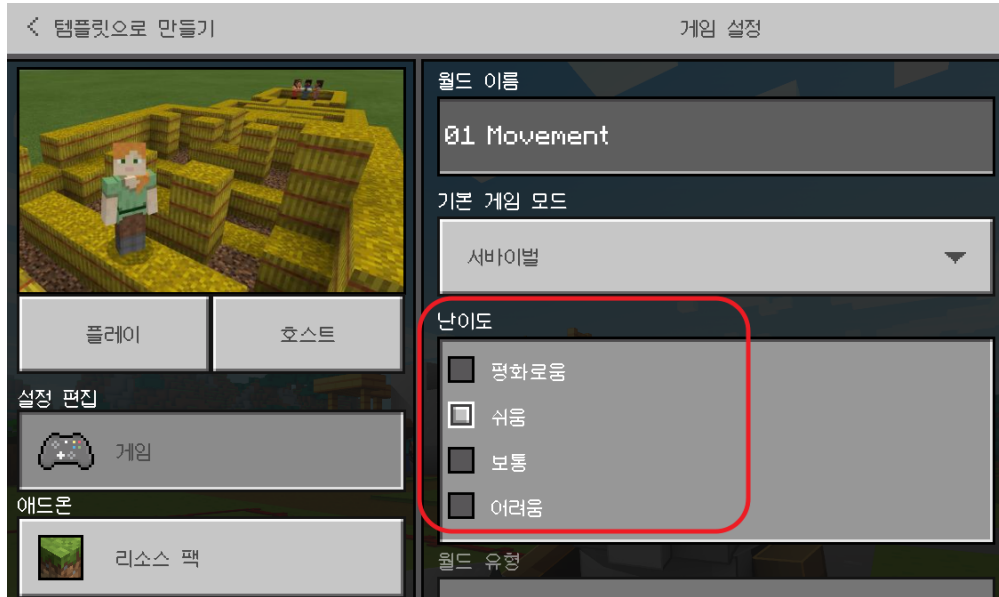 템플릿으로 만들기
게임 설정
플레이
호스트
설정 편집
게임
애드온
리소스 팩
월드 이름
01 Movement
기본 게임 모드
서바이벌
난이도
평화로움
쉬움
보통
어려움
월드 유형